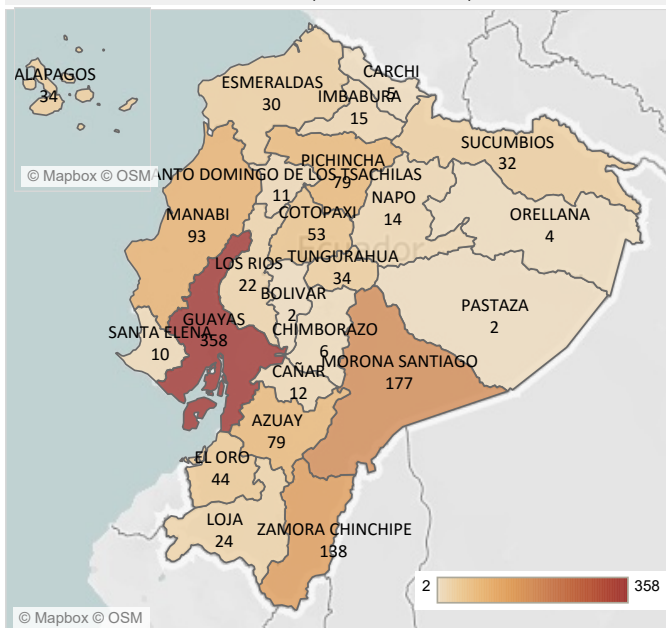 ALAPAGOS
34
© Mapbox © OSM
ESMERALDAS
30
CARCHI
5
IMBABURA
15
SUCUMBIOS
32
PICHINCHA
79
ANTO DOMINGO DE LOS TSACHILAS
11
NAPO
14
ORELLANA
4
MANABI
93
COTOPAXI
53
Ecuador
TUNGURAHUA
34
LOS RIOS
22
BOLIVAR
2
PASTAZA
2
GUAYAS
358
SANTA ELENA
10
CHIMBORAZO
6
MORONA SANTIAGO
177
CAÑAR
12
AZUAY
79
EL ORO
44
LOJA
24
ZAMORA CHINCHIPE
138
2
358
© Mapbox © OSM